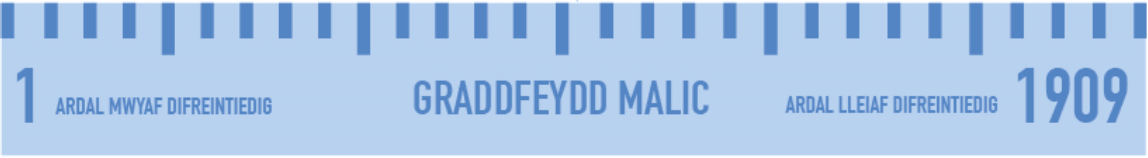 1 ARDAL MWYAF DIFREINTIEDIG GRADDFEYDD MALIC ARDAL LLEIAF DIFREINTIEDIG 1909